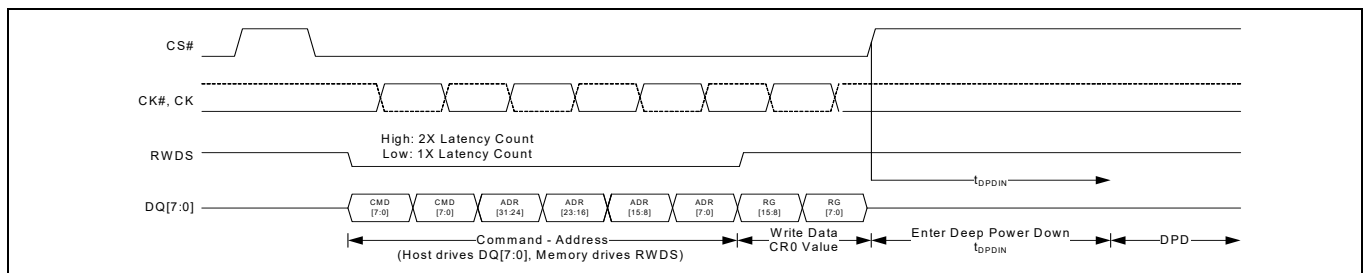 CS#
CK#, CK
High: 2X Latency Count
Low: 1X Latency Count
RWDS
tDPDIN
DQ[7:0]
CMD [7:0]
CMD [7:0]
ADR [31:24]
ADR [23:16]
ADR [15:8]
ADR [7:0]
RG [15:8]
RG [7:0]
Command - Address
(Host drives DQ[7:0], Memory drives RWDS)
Write Data
CR0 Value
Enter Deep Power Down
tDPDIN
DPD